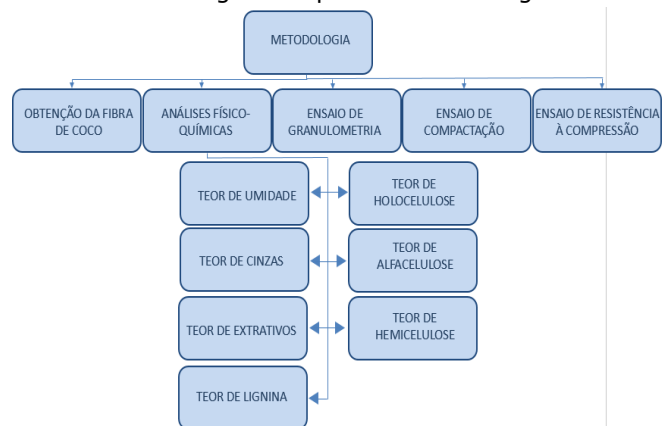 METODOLOGIA
OBTENÇÃO DA FIBRA
DE COCO
ANÁLISES FÍSICO-
QUÍMICAS
ENSAIO DE
GRANULOMETRIA
ENSAIO DE
COMPACTAÇÃO
ENSAIO DE RESISTÊNCIA
À COMPRESSÃO
TEOR DE UMIDADE
TEOR DE
HOLOCELULOSE
TEOR DE CINZAS
TEOR DE
ALFACELULOSE
TEOR DE EXTRATIVOS
TEOR DE
HEMICELULOSE
TEOR DE LIGNINA